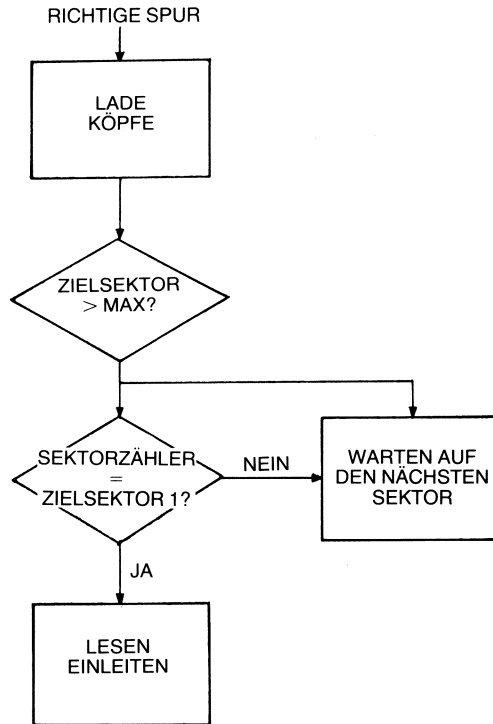 RICHTIGE SPUR
LADE
KÖPFE
ZIELSEKTOR
> MAX?
SEKTORZÄHLER
=
ZIELSEKTOR 1?
NEIN
WARTEN AUF
DEN NÄCHSTEN
SEKTOR
JA
LESEN
EINLEITEN